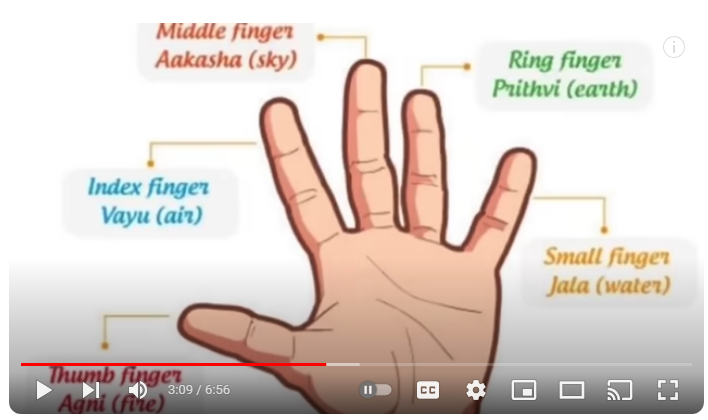 Middle finger
Aakasha (sky)
Ring finger
Prithvi (earth)
Index finger
Vayu (air)
Small finger
Jala (water)
Thumb finger
Agni (fire)
3:09 / 6:56
CC